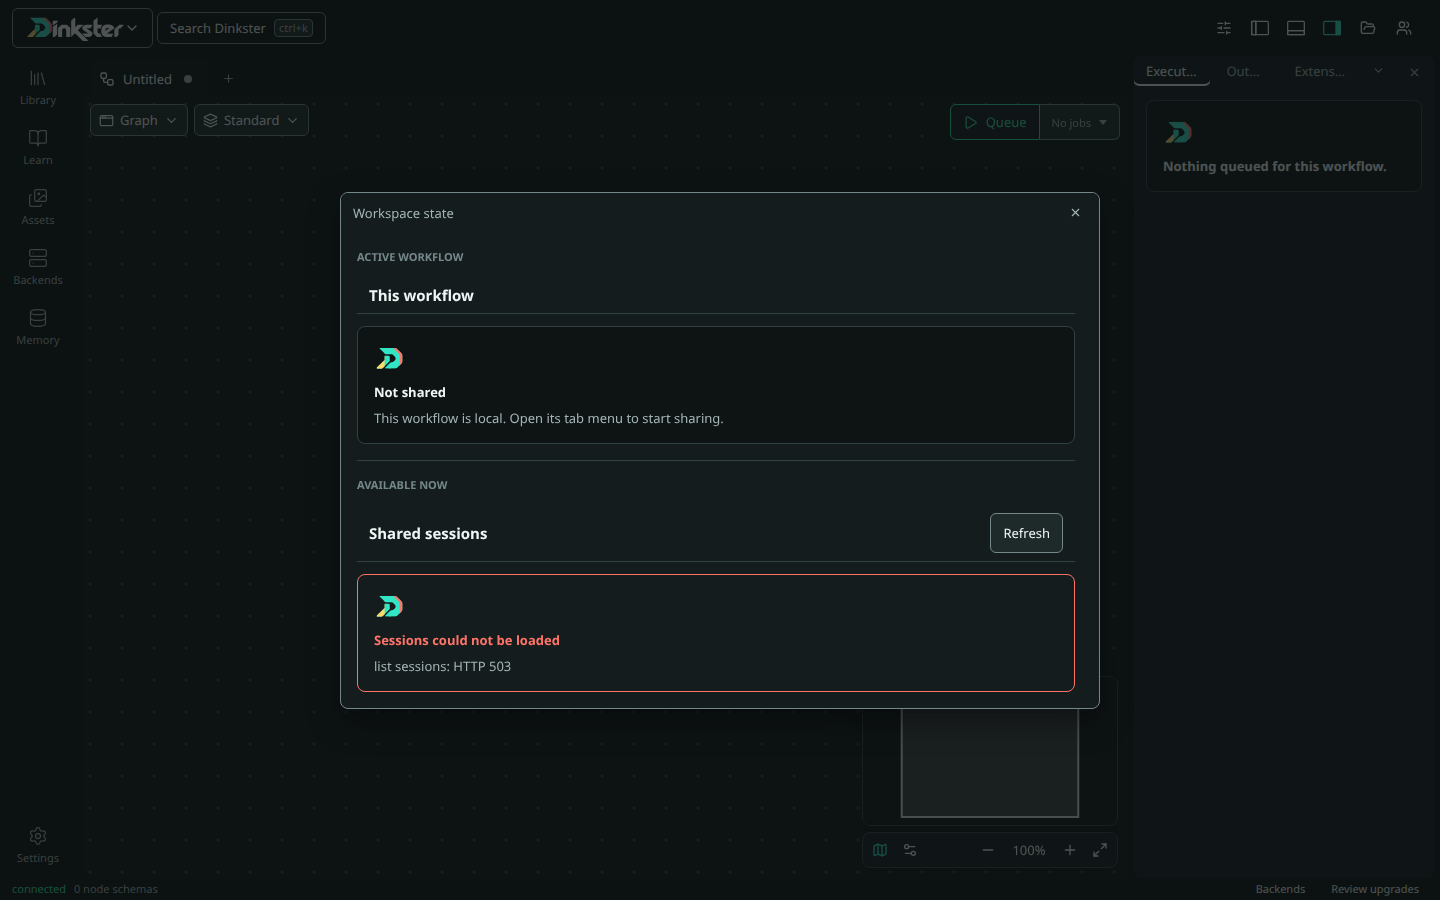 Dinkster
Search Dinkster ctrl+k
Library
Learn
Assets
Backends
Memory
Settings
Untitled
Graph
Standard
Queue
No jobs
Execut...
Out...
Extens...
Nothing queued for this workflow.
Workspace state
ACTIVE WORKFLOW
This workflow
Not shared
This workflow is local. Open its tab menu to start sharing.
AVAILABLE NOW
Shared sessions
Refresh
Sessions could not be loaded
list sessions: HTTP 503
100%
connected 0 node schemas
Backends
Review upgrades